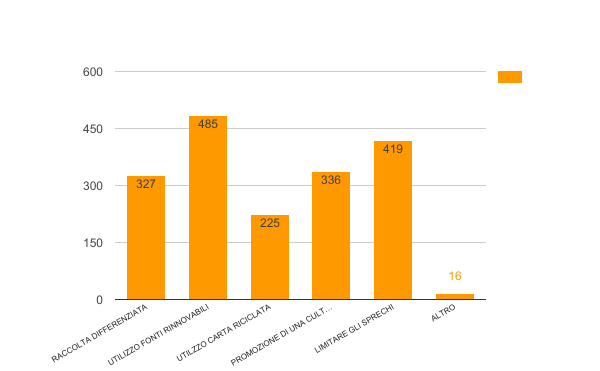 600
450
300
150
0
327
485
225
336
419
16
RACCOLTA DIFFERENZIATA
UTILIZZO FONTI RINNOVABILI
UTILZZO CARTA RICICLATA
PROMOZIONE DI UNA CULT...
LIMITARE GLI SPRECHI
ALTRO